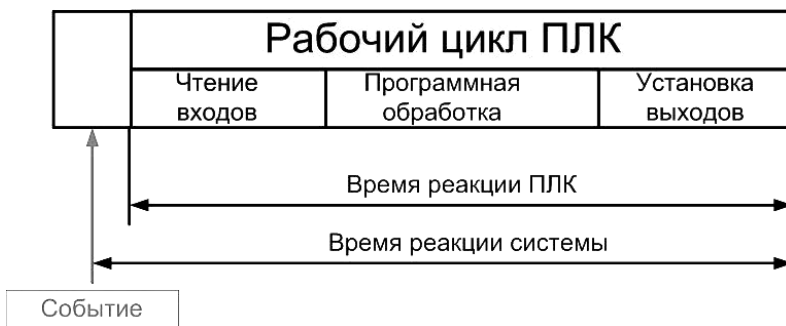 Рабочий цикл ПЛК
Чтение
входов
Программная
обработка
Установка
выходов
Время реакции ПЛК
Время реакции системы
Событие